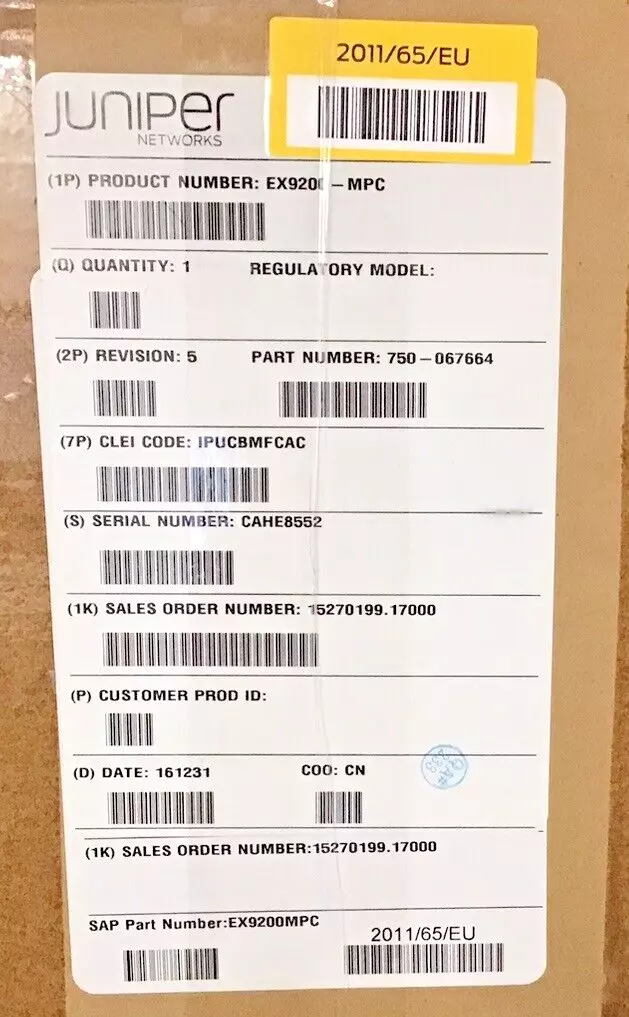 2011/65/EU
JUNIPER
NETWORKS
(1P) PRODUCT NUMBER: EX9200-MPC
(Q) QUANTITY: 1 REGULATORY MODEL:
(2P) REVISION: 5 PART NUMBER: 750-067664
(7P) CLEI CODE: IPUCBMFCAC
(S) SERIAL NUMBER: CAHE8552
(1K) SALES ORDER NUMBER: 15270199.17000
(P) CUSTOMER PROD ID:
(D) DATE: 161231 COO: CN
(1K) SALES ORDER NUMBER:15270199.17000
SAP Part Number:EX9200MPC
2011/65/EU